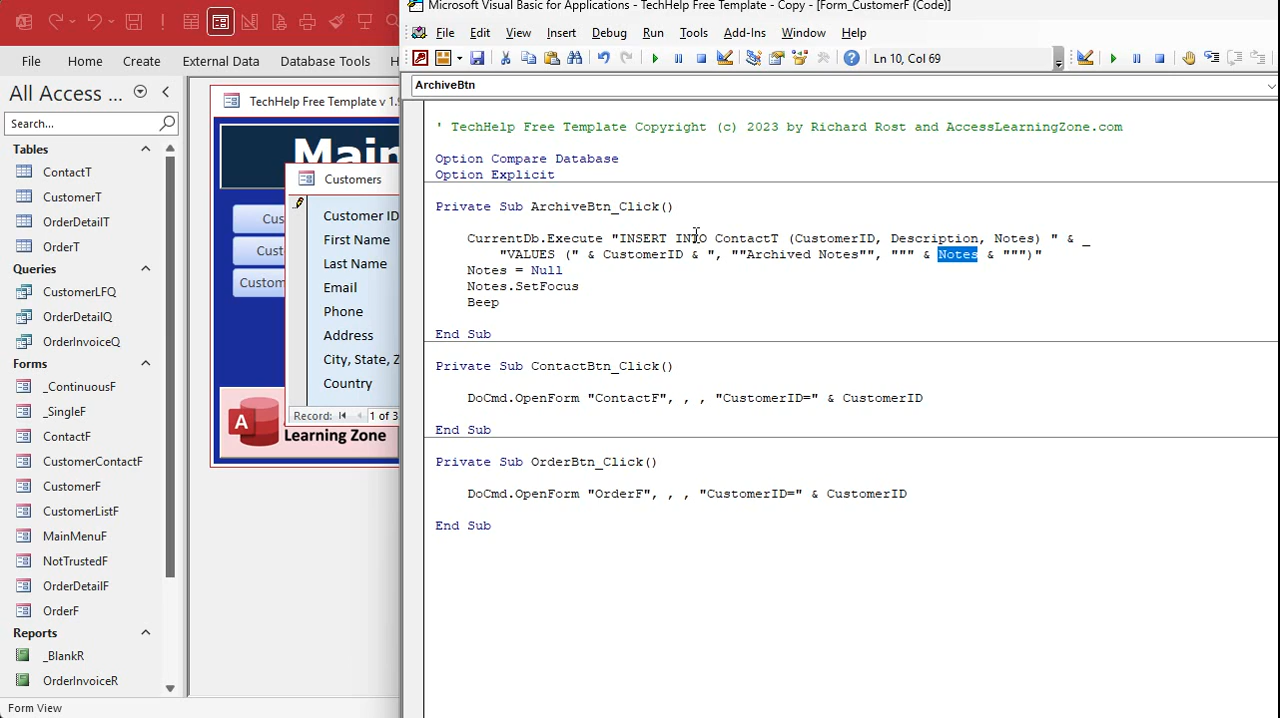 Microsoft Visual Basic for Applications - TechHelp Free Template - Copy - [Form_CustomerF (Code)]
File Edit View Insert Debug Run Tools Add-Ins Window Help
Ln 10, Col 69
File Home Create External Data Database Tools H
ArchiveBtn
All Access ...
Search...
Tables
ContactT
CustomerT
OrderDetailT
OrderT
Queries
CustomerLFQ
OrderDetailQ
OrderInvoiceQ
Forms
_ContinuousF
_SingleF
ContactF
CustomerContactF
CustomerF
CustomerListF
MainMenuF
NotTrustedF
OrderDetailF
OrderF
Reports
_BlankR
OrderInvoiceR
Form View
TechHelp Free Template v 1.
Main
Cus
Cust
Custom
A
Learning Zone
Customers
Customer ID
First Name
Last Name
Email
Phone
Address
City, State, Z
Country
Record: 1 of 3
' TechHelp Free Template Copyright (c) 2023 by Richard Rost and AccessLearningZone.com
Option Compare Database
Option Explicit
Private Sub ArchiveBtn_Click()
CurrentDb.Execute "INSERT INTO ContactT (CustomerID, Description, Notes) " & _
"VALUES (" & CustomerID & ", ""Archived Notes"", """ & Notes & """)"
Notes = Null
Notes.SetFocus
Beep
End Sub
Private Sub ContactBtn_Click()
DoCmd.OpenForm "ContactF", , , "CustomerID=" & CustomerID
End Sub
Private Sub OrderBtn_Click()
DoCmd.OpenForm "OrderF", , , "CustomerID=" & CustomerID
End Sub